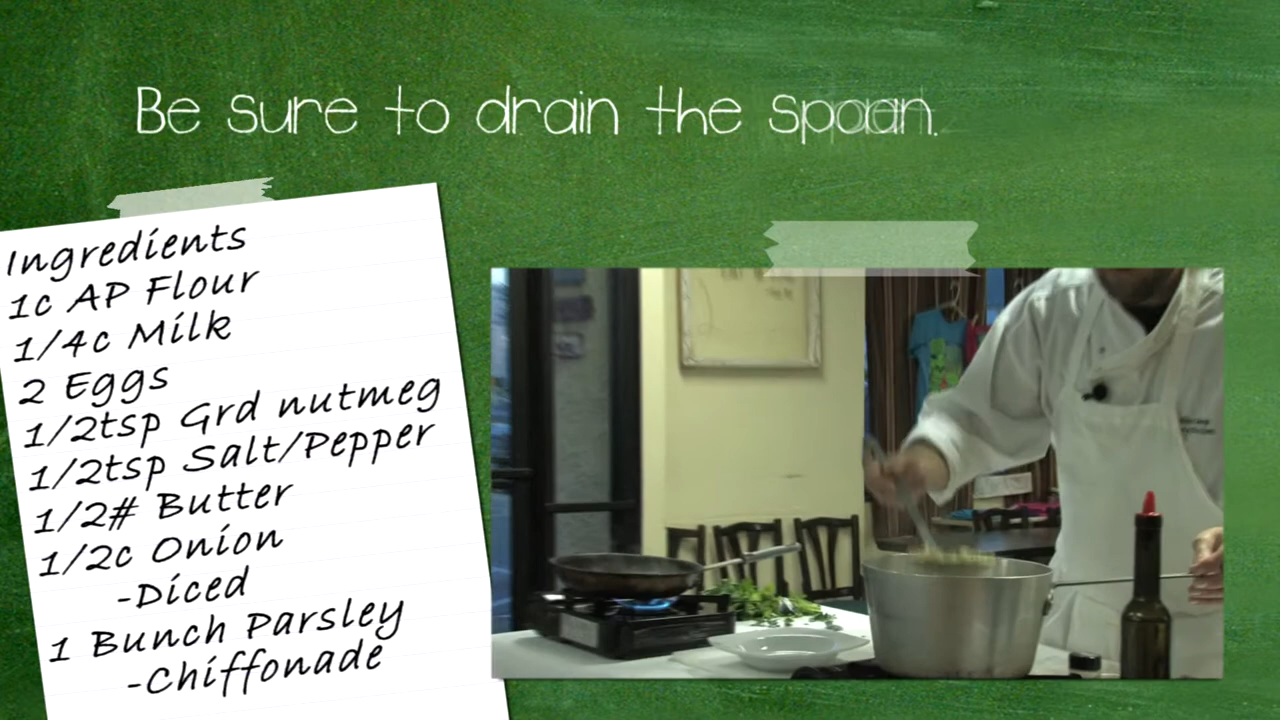 Be sure to drain the
Ingredients
1c AP Flour
1/4c Milk
2 Eggs
1/2tsp Grd nutmeg
1/2tsp Salt/Pepper
1/2# Butter
1/2c Onion
-Diced
1 Bunch Parsley
-Chiffonade